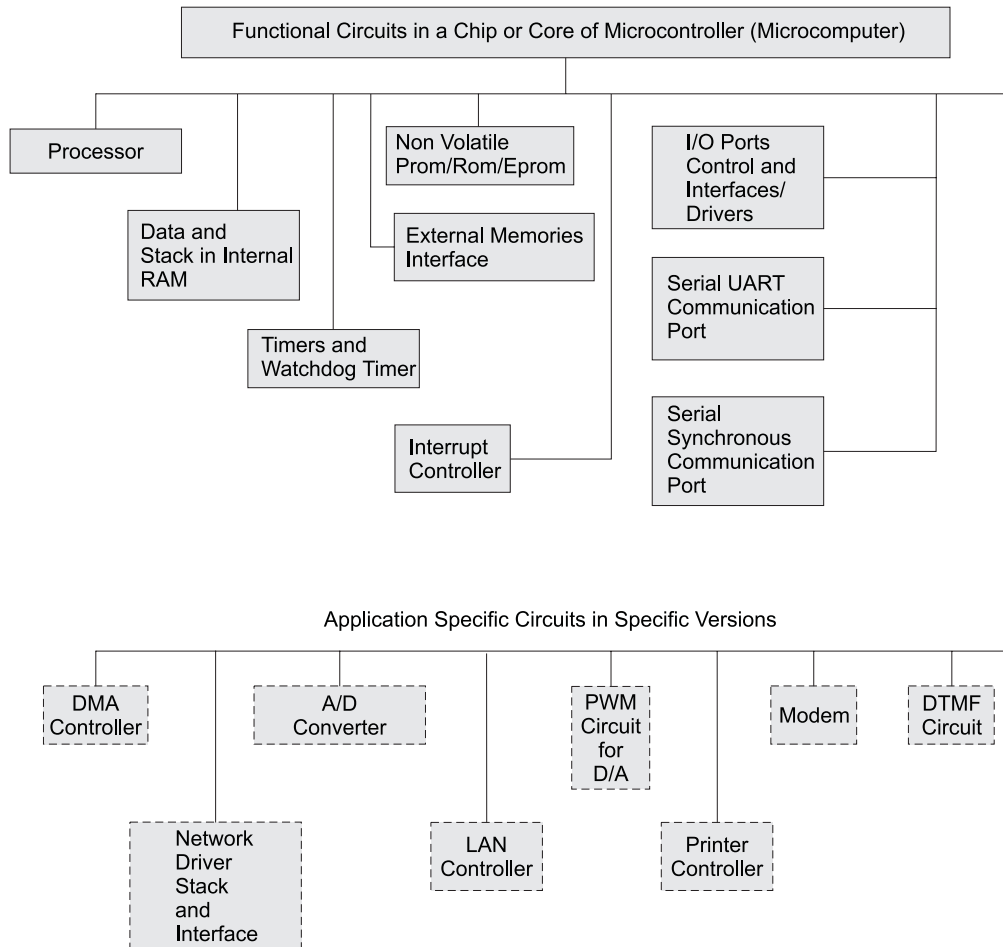 Functional Circuits in a Chip or Core of Microcontroller (Microcomputer)
Processor
Data and
Stack in Internal
RAM
Timers and
Watchdog Timer
Non Volatile
Prom/Rom/Eprom
External Memories
Interface
Interrupt
Controller
I/O Ports
Control and
Interfaces/
Drivers
Serial UART
Communication
Port
Serial
Synchronous
Communication
Port
Application Specific Circuits in Specific Versions
DMA
Controller
Network
Driver
Stack
and
Interface
A/D
Converter
LAN
Controller
PWM
Circuit
for
D/A
Printer
Controller
Modem
DTMF
Circuit